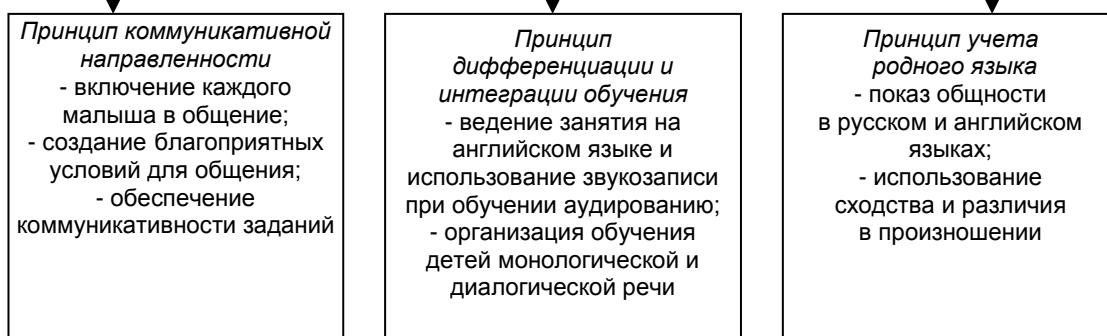 Принцип коммуникативной
направленности
- включение каждого
малыша в общение;
- создание благоприятных
условий для общения;
- обеспечение
коммуникативности заданий
Принцип
дифференциации и
интеграции обучения
- ведение занятия на
английском языке и
использование звукозаписи
при обучении аудированию;
- организация обучения
детей монологической и
диалогической речи
Принцип учета
родного языка
- показ общности
в русском и английском
языках;
- использование
сходства и различия
в произношении